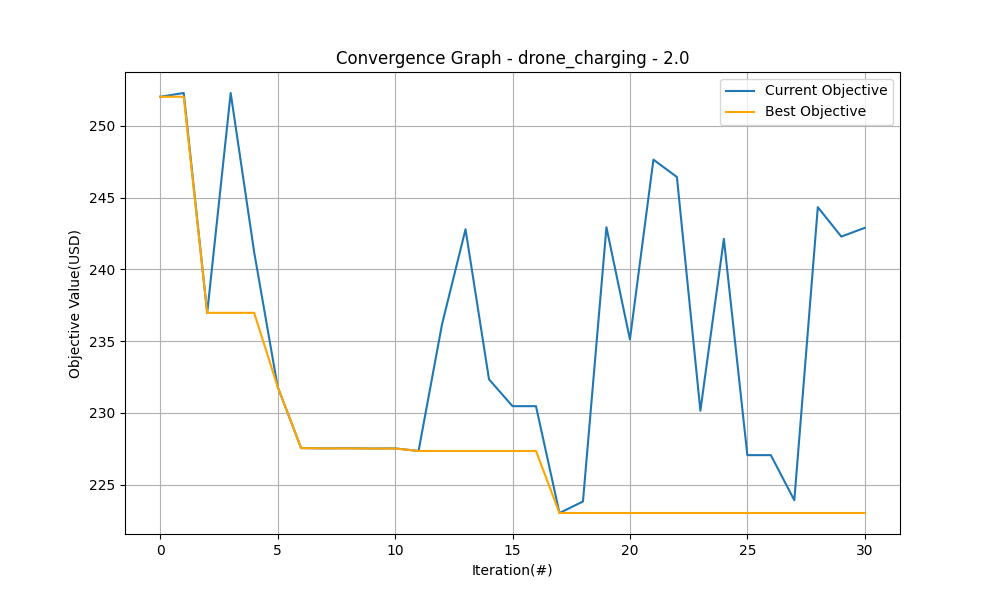 Convergence Graph - drone_charging - 2.0
Current Objective
Best Objective
Objective Value(USD)
250
245
240
235
230
225
0 5 10 15 20 25 30
Iteration(#)